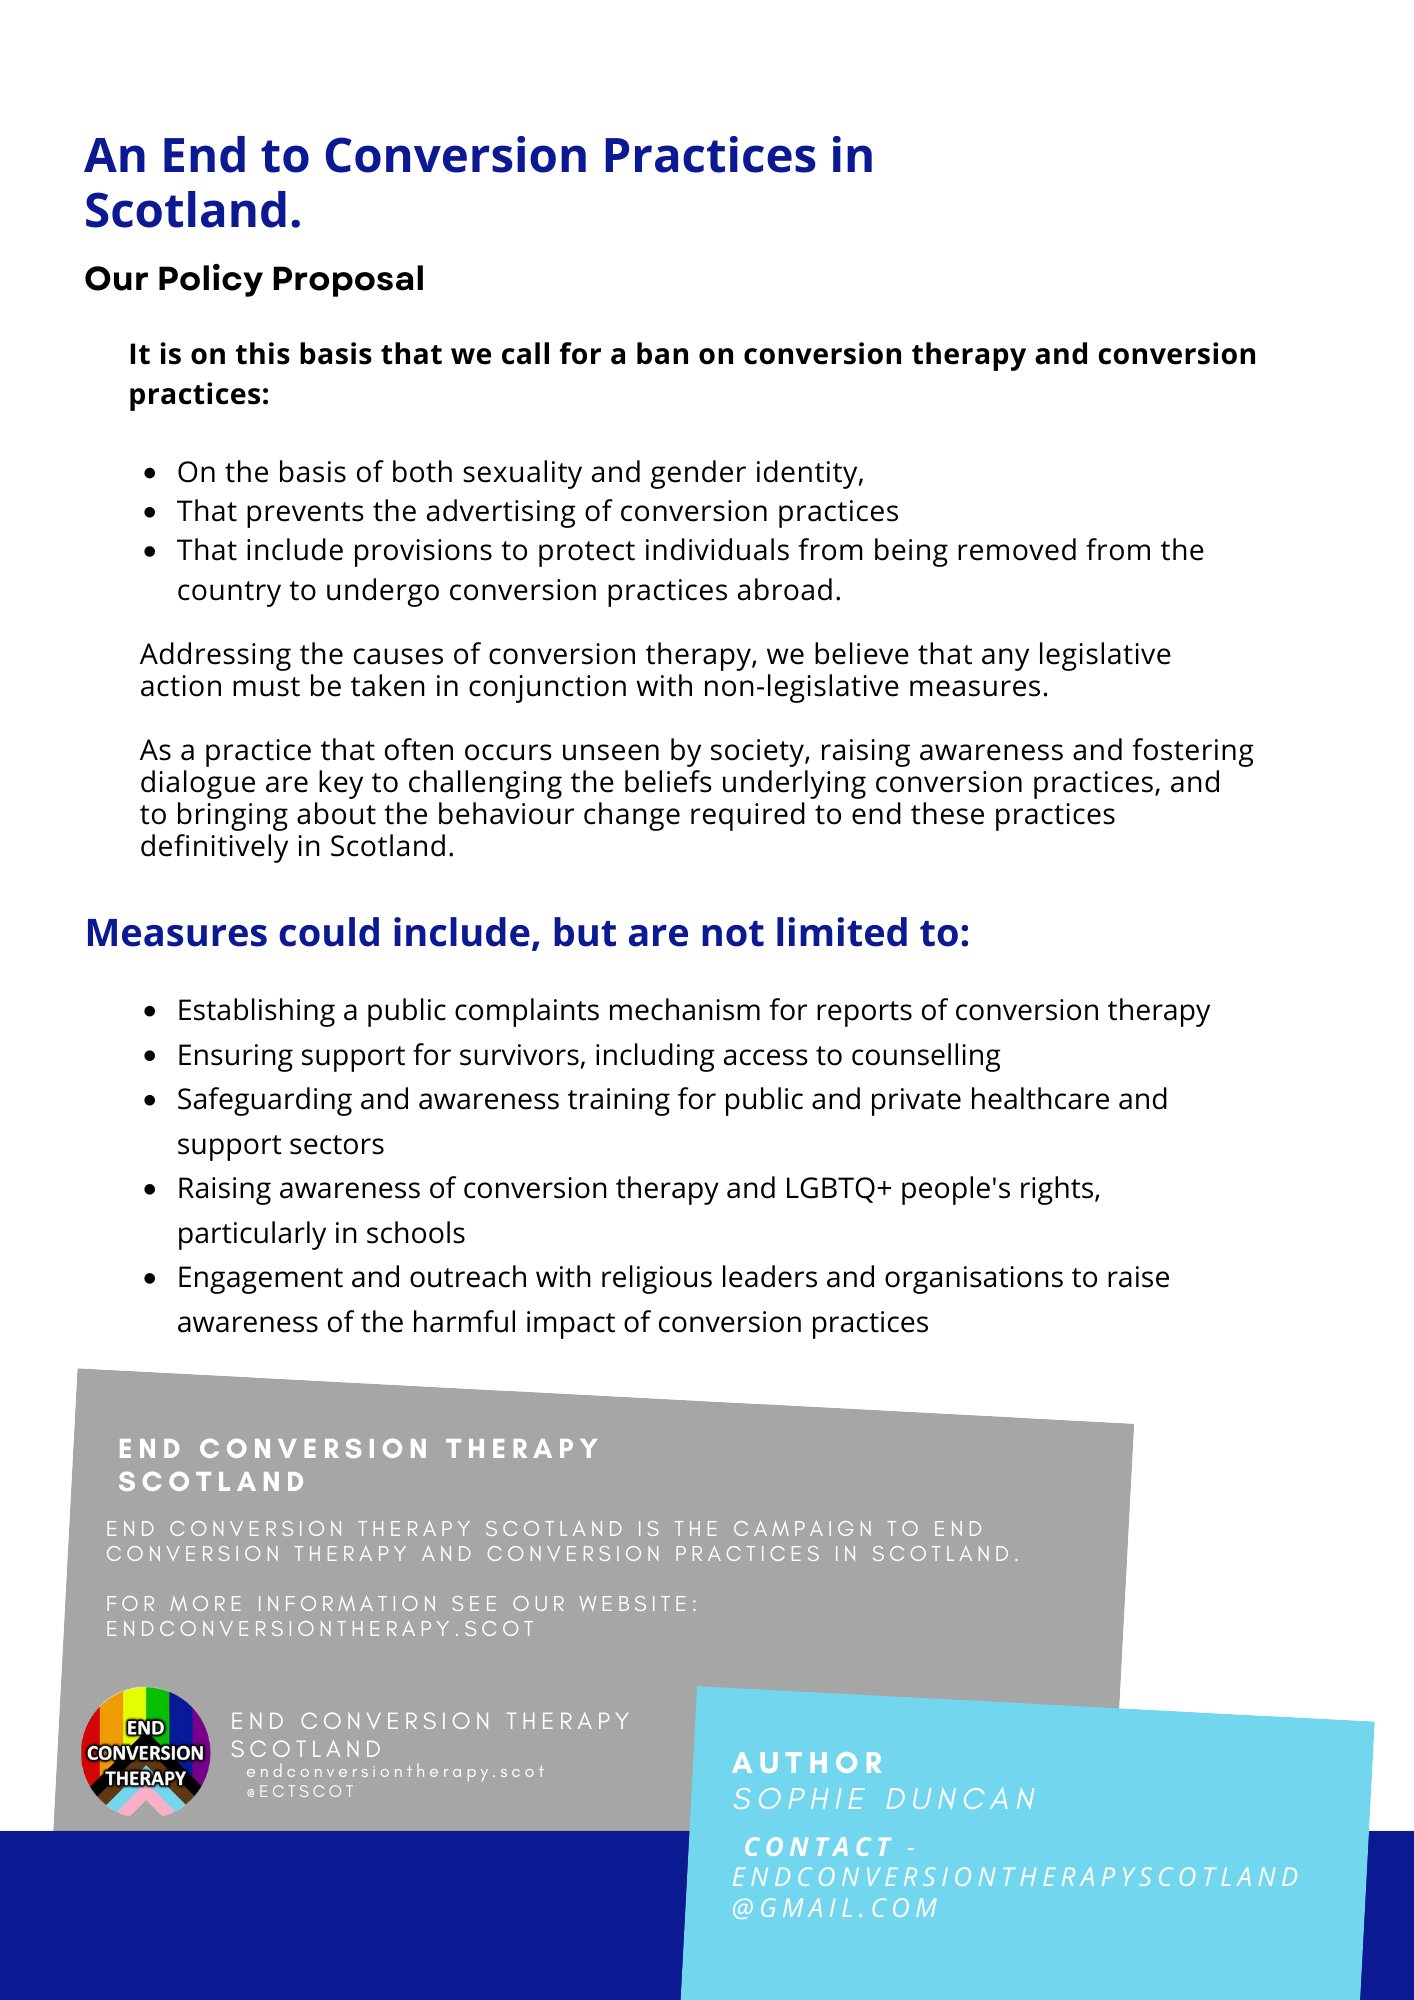 An End to Conversion Practices in
Scotland.
Our Policy Proposal
It is on this basis that we call for a ban on conversion therapy and conversion
practices:
• On the basis of both sexuality and gender identity,
• That prevents the advertising of conversion practices
• That include provisions to protect individuals from being removed from the
country to undergo conversion practices abroad.
Addressing the causes of conversion therapy, we believe that any legislative
action must be taken in conjunction with non-legislative measures.
As a practice that often occurs unseen by society, raising awareness and fostering
dialogue are key to challenging the beliefs underlying conversion practices, and
to bringing about the behaviour change required to end these practices
definitively in Scotland.
Measures could include, but are not limited to:
• Establishing a public complaints mechanism for reports of conversion therapy
• Ensuring support for survivors, including access to counselling
• Safeguarding and awareness training for public and private healthcare and
support sectors
• Raising awareness of conversion therapy and LGBTQ+ people's rights,
particularly in schools
• Engagement and outreach with religious leaders and organisations to raise
awareness of the harmful impact of conversion practices
END CONVERSION THERAPY
SCOTLAND
END CONVERSION THERAPY SCOTLAND IS THE CAMPAIGN TO END
CONVERSION THERAPY AND CONVERSION PRACTICES IN SCOTLAND.
FOR MORE INFORMATION SEE OUR WEBSITE:
ENDCONVERSIONTHERAPY.SCOT
END
CONVERSION
THERAPY
END CONVERSION THERAPY
SCOTLAND
endconversiontherapy.scot
@ECTSCOT
AUTHOR
SOPHIE DUNCAN
CONTACT -
ENDCONVERSIONTHERAPYSCOTLAND
@GMAIL.COM